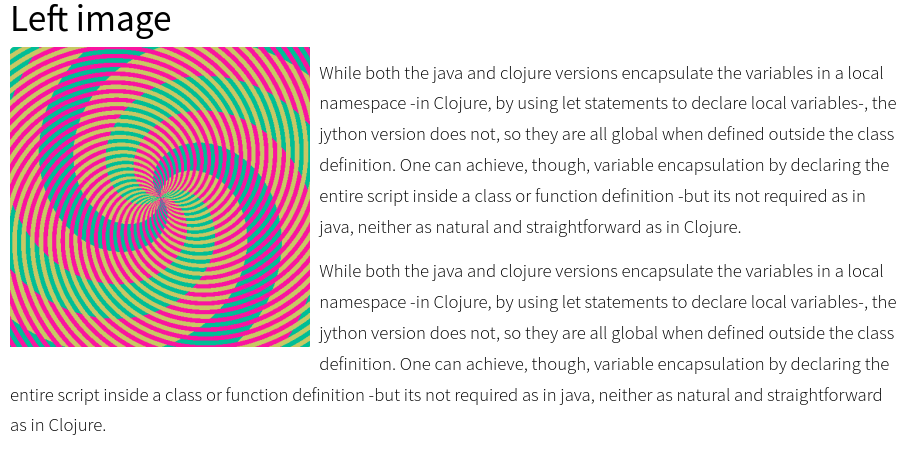 Left image
While both the java and clojure versions encapsulate the variables in a local
namespace -in Clojure, by using let statements to declare local variables-, the
jython version does not, so they are all global when defined outside the class
definition. One can achieve, though, variable encapsulation by declaring the
entire script inside a class or function definition -but its not required as in
java, neither as natural and straightforward as in Clojure.
While both the java and clojure versions encapsulate the variables in a local
namespace -in Clojure, by using let statements to declare local variables-, the
jython version does not, so they are all global when defined outside the class
definition. One can achieve, though, variable encapsulation by declaring the
entire script inside a class or function definition -but its not required as in java, neither as natural and straightforward
as in Clojure.